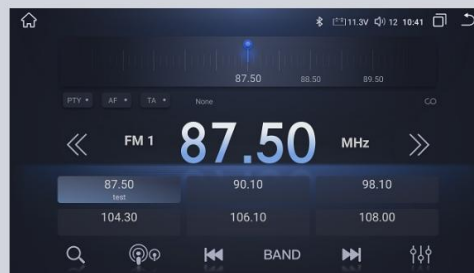 11.3V 12 10:41
87.50 88.50 89.50
PTY AF TA None
FM 1 87.50 MHz
87.50 90.10 98.10
test
104.30 106.10 108.00
BAND